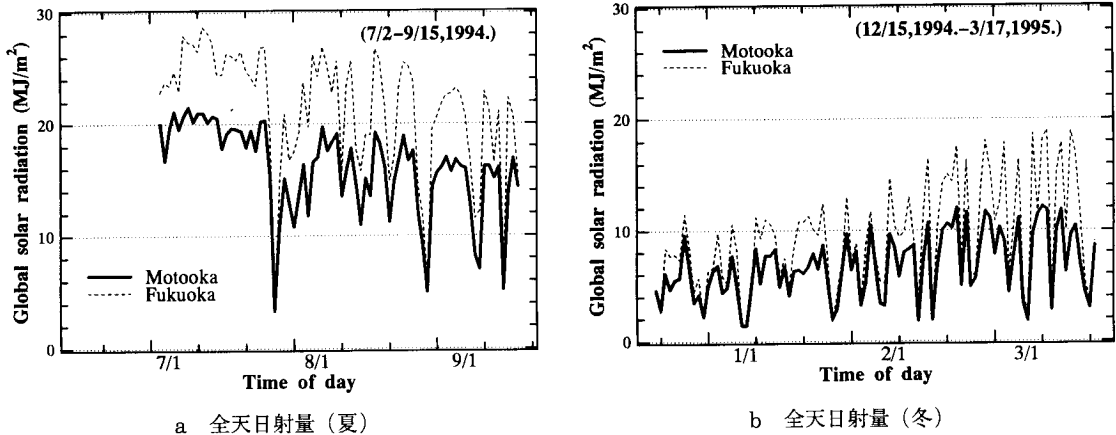 30
20
10
0
Global solar radiation (MJ/m²)
(7/2–9/15,1994.)
Motooka
Fukuoka
7/1
8/1
9/1
Time of day
a 全天日射量（夏）
30
20
10
0
Global solar radiation (MJ/m²)
(12/15,1994.–3/17,1995.)
Motooka
Fukuoka
1/1
2/1
3/1
Time of day
b 全天日射量（冬）